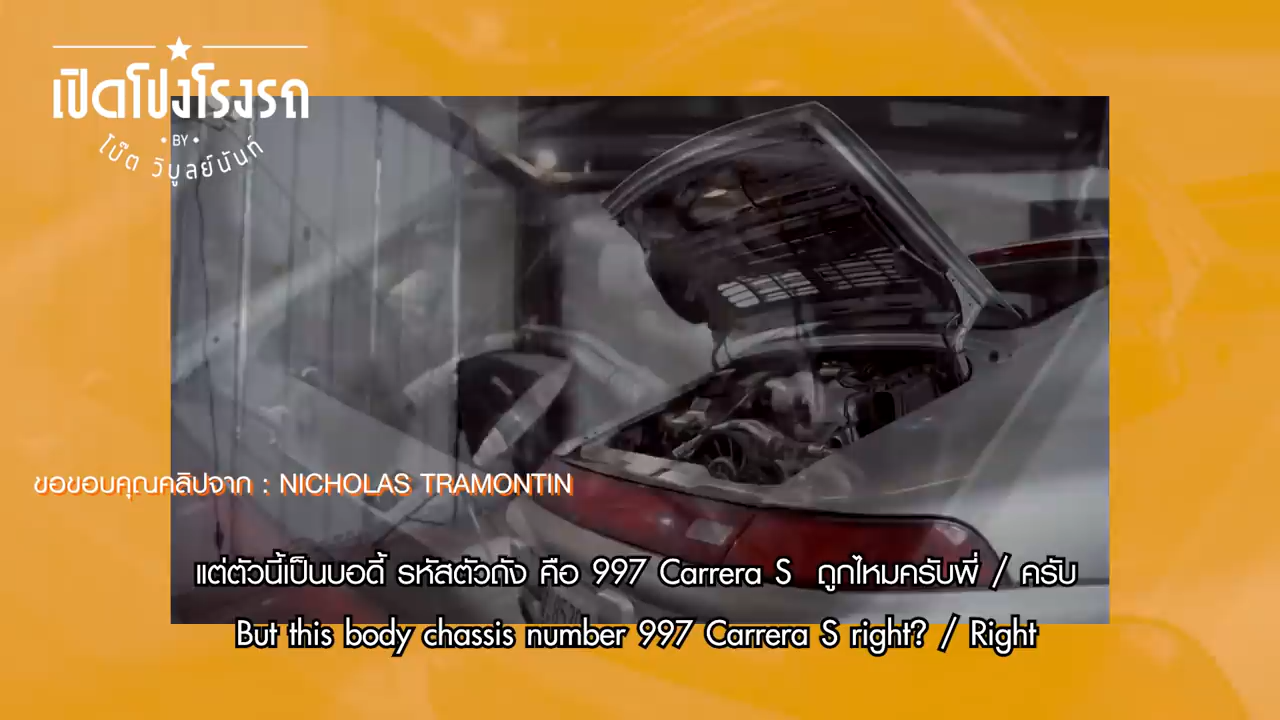 เปิดโปงโรงรถ
• BY •
โบ๊ต วิบูลย์นันท์
ขอขอบคุณคลิปจาก : NICHOLAS TRAMONTIN
แต่ตัวนี้เป็นบอดี้ รหัสตัวถัง คือ 997 Carrera S ถูกไหมครับพี่ / ครับ
But this body chassis number 997 Carrera S right? / Right